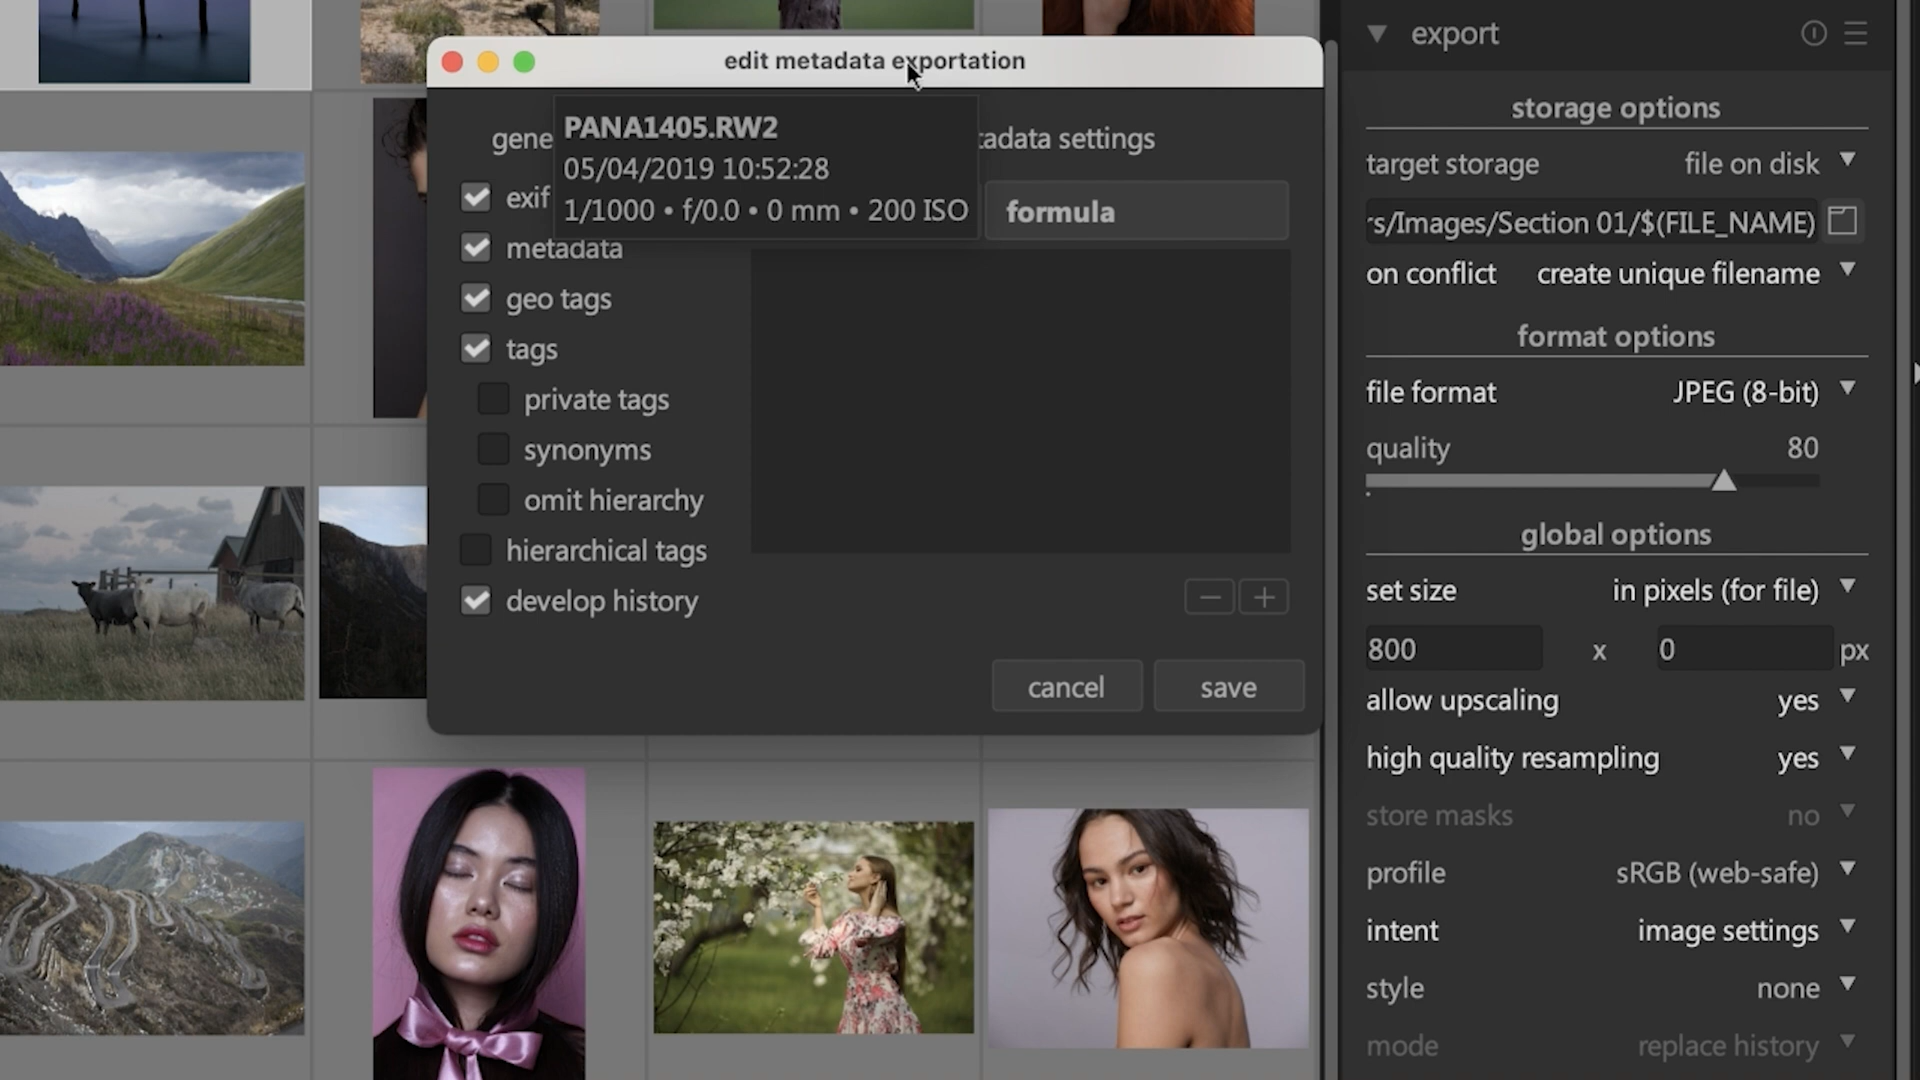 edit metadata exportation
PANA1405.RW2
05/04/2019 10:52:28
1/1000 • f/0.0 • 0 mm • 200 ISO
gene
tadata settings
exif
formula
metadata
geo tags
tags
private tags
synonyms
omit hierarchy
hierarchical tags
develop history
− +
cancel save
export
storage options
target storage file on disk
rs/Images/Section 01/$(FILE_NAME)
on conflict create unique filename
format options
file format JPEG (8-bit)
quality 80
global options
set size in pixels (for file)
800 x 0 px
allow upscaling yes
high quality resampling yes
store masks no
profile sRGB (web-safe)
intent image settings
style none
mode replace history